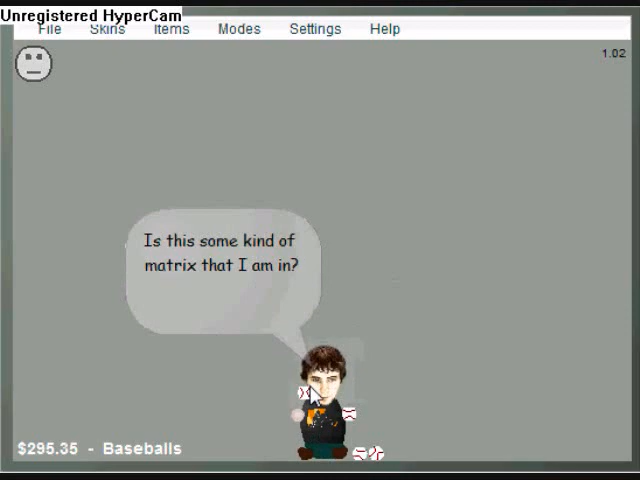 Unregistered HyperCam
File Skins Items Modes Settings Help
1.02
Is this some kind of
matrix that I am in?
$295.35 - Baseballs